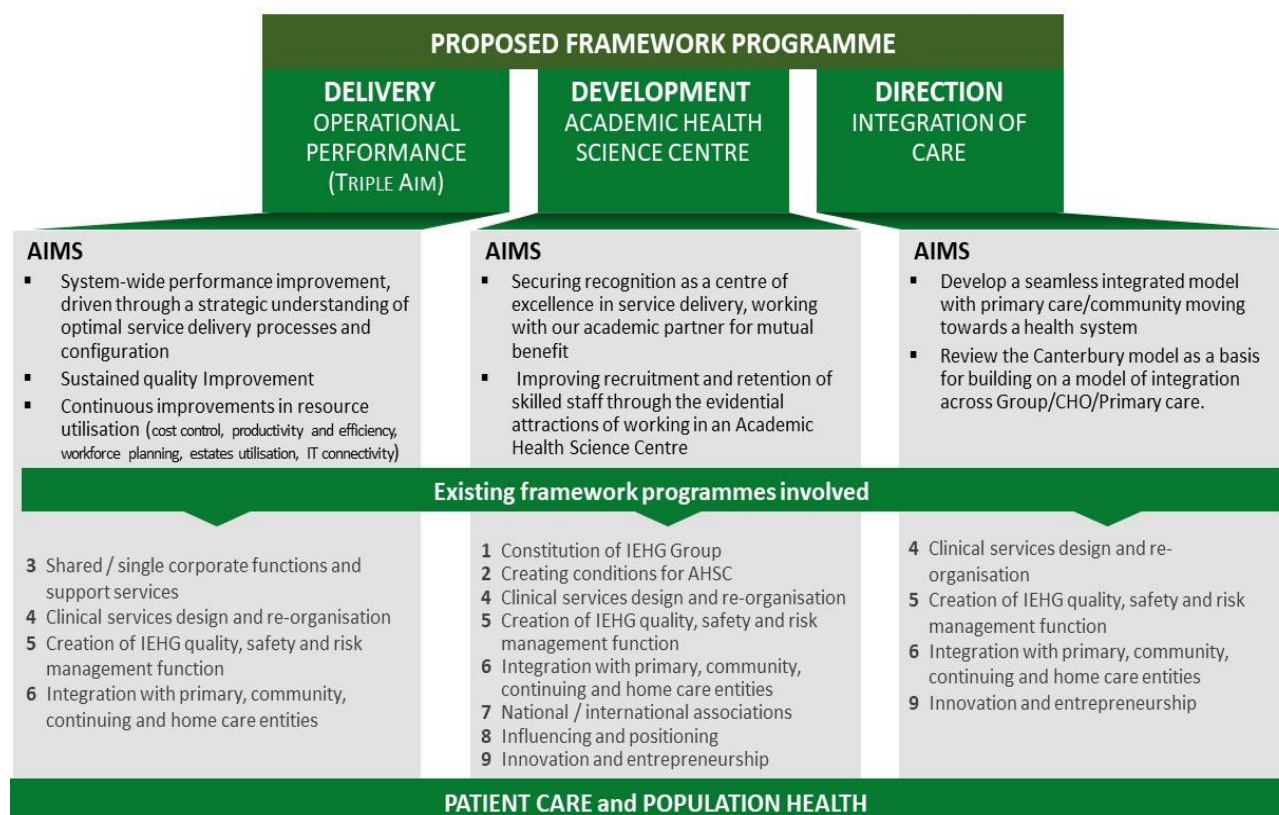 PROPOSED FRAMEWORK PROGRAMME
DELIVERY
OPERATIONAL
PERFORMANCE
(TRIPLE AIM)
DEVELOPMENT
ACADEMIC HEALTH
SCIENCE CENTRE
DIRECTION
INTEGRATION OF
CARE
AIMS
▪ System-wide performance improvement,
driven through a strategic understanding of
optimal service delivery processes and
configuration
▪ Sustained quality Improvement
▪ Continuous improvements in resource
utilisation (cost control, productivity and efficiency,
workforce planning, estates utilisation, IT connectivity)
AIMS
▪ Securing recognition as a centre of
excellence in service delivery, working
with our academic partner for mutual
benefit
▪ Improving recruitment and retention of
skilled staff through the evidential
attractions of working in an Academic
Health Science Centre
AIMS
▪ Develop a seamless integrated model
with primary care/community moving
towards a health system
▪ Review the Canterbury model as a basis
for building on a model of integration
across Group/CHO/Primary care.
Existing framework programmes involved
3 Shared / single corporate functions and
support services
4 Clinical services design and re-organisation
5 Creation of IEHG quality, safety and risk
management function
6 Integration with primary, community,
continuing and home care entities
1 Constitution of IEHG Group
2 Creating conditions for AHSC
4 Clinical services design and re-organisation
5 Creation of IEHG quality, safety and risk
management function
6 Integration with primary, community,
continuing and home care entities
7 National / international associations
8 Influencing and positioning
9 Innovation and entrepreneurship
4 Clinical services design and re-
organisation
5 Creation of IEHG quality, safety and risk
management function
6 Integration with primary, community,
continuing and home care entities
9 Innovation and entrepreneurship
PATIENT CARE and POPULATION HEALTH